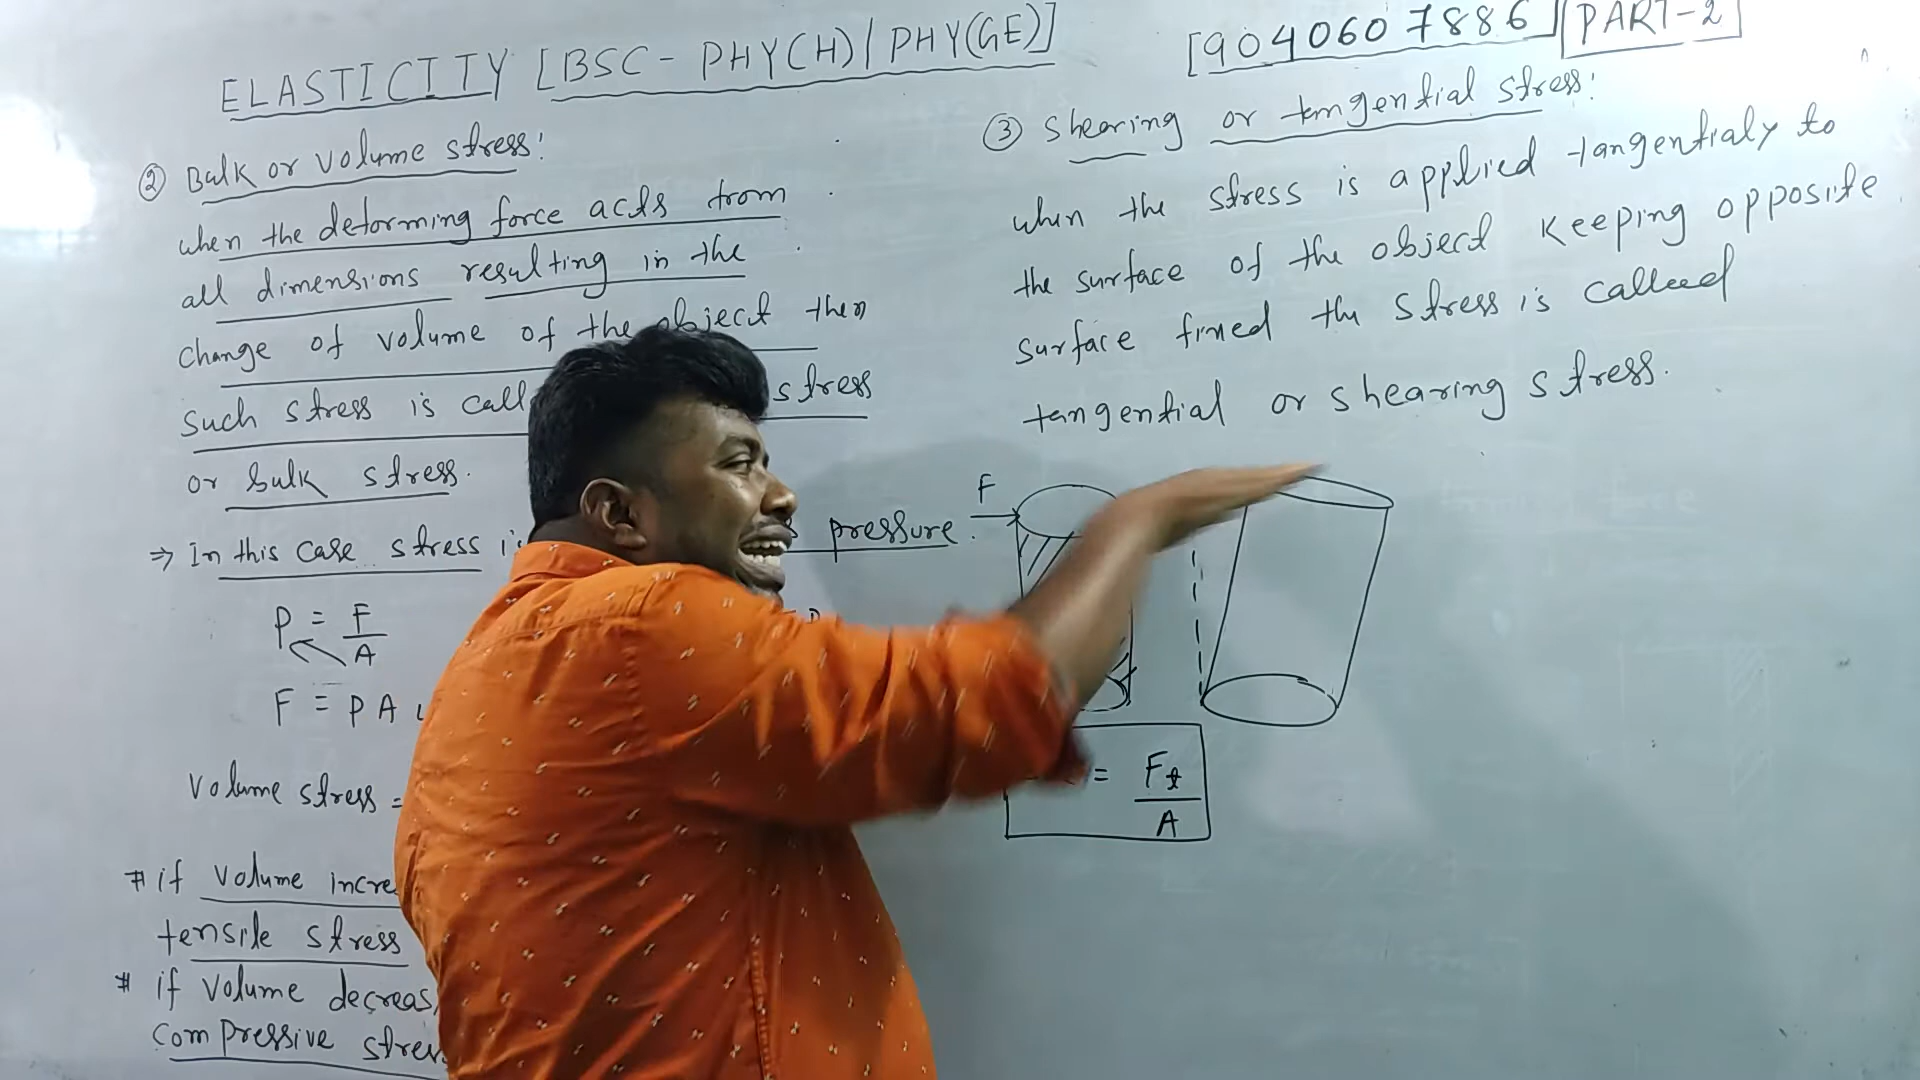 ELASTICITY [BSC - PHY(H) / PHY(GE)]
[9040607886] PART-2
② Bulk or volume stress:
when the deforming force acts from
all dimensions resulting in the
change of volume of the object then
such stress is call stress
or bulk stress.
⇒ In this case stress is pressure.
P = F/A
F = PA
Volume stress =
# if volume incre
tensile stress
* if volume decreas
compressive stres
③ shearing or tangential stress:
when the stress is applied tangentialy to
the surface of the object keeping opposite
surface fixed the stress is called
tangential or shearing stress.
F
= Ft/A